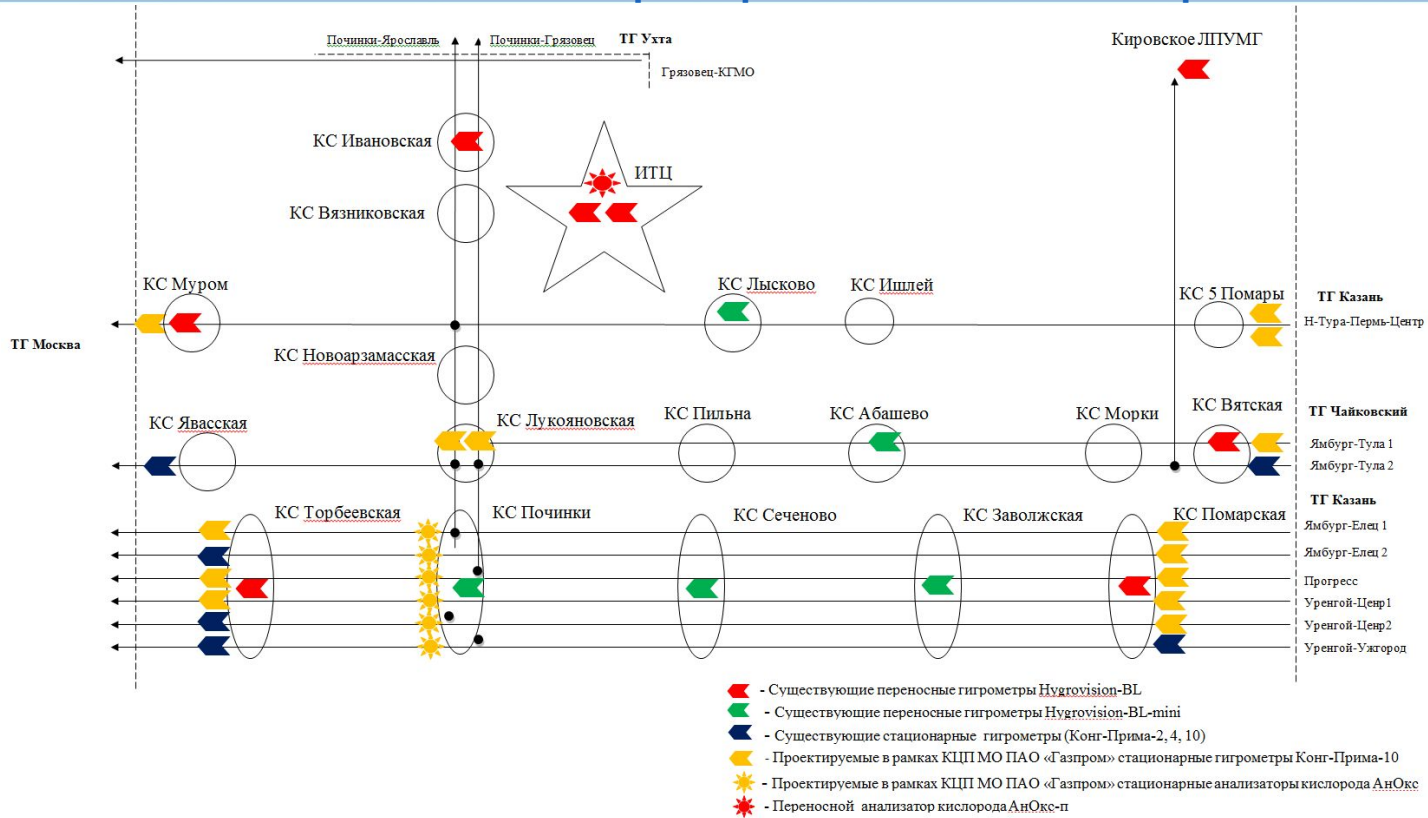 Починки-Ярославль
Починки-Грязовец
ТГ Ухта
Кировское ЛПУМГ
Грязовец-КГМО
КС Ивановская
ИТЦ
КС Вязниковская
КС Муром
КС Лысково
КС Ишлей
КС 5 Помары
ТГ Казань
Н-Тура-Пермь-Центр
ТГ Москва
КС Новоарзамасская
КС Явасская
КС Лукояновская
КС Пильна
КС Абашево
КС Морки
КС Вятская
ТГ Чайковский
Ямбург-Тула 1
Ямбург-Тула 2
ТГ Казань
КС Торбеевская
КС Починки
КС Сеченово
КС Заволжская
КС Помарская
Ямбург-Елец 1
Ямбург-Елец 2
Прогресс
Уренгой-Ценр1
Уренгой-Ценр2
Уренгой-Ужгород
- Существующие переносные гигрометры Hygrovision-BL
- Существующие переносные гигрометры Hygrovision-BL-mini
- Существующие стационарные гигрометры (Конг-Прима-2, 4, 10)
- Проектируемые в рамках КЦП МО ПАО «Газпром» стационарные гигрометры Конг-Прима-10
- Проектируемые в рамках КЦП МО ПАО «Газпром» стационарные анализаторы кислорода АнОкс
- Переносной анализатор кислорода АнОкс-п